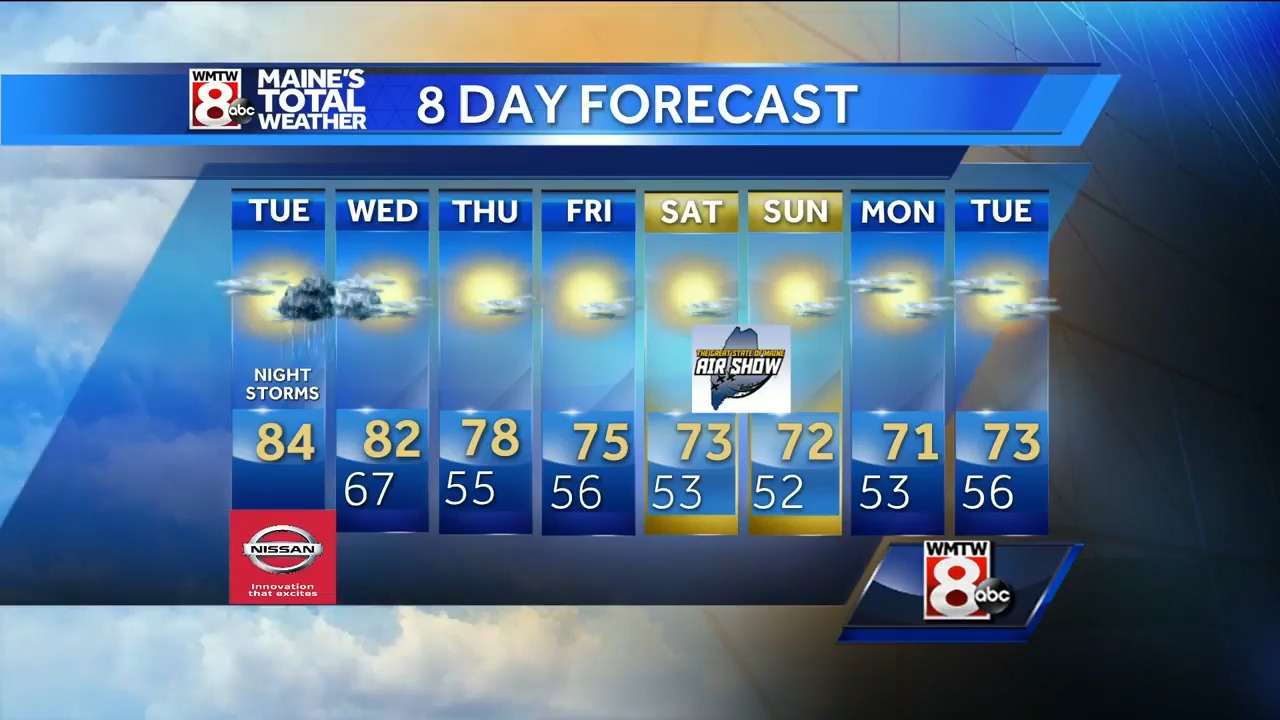 WMTW
8
abc
MAINE'S
TOTAL
WEATHER
8 DAY FORECAST
TUE WED THU FRI SAT SUN MON TUE
NIGHT
STORMS
THE GREAT STATE OF MAINE
AIR SHOW
84 82 78 75 73 72 71 73
67 55 56 53 52 53 56
NISSAN
Innovation
that excites
WMTW
8
abc